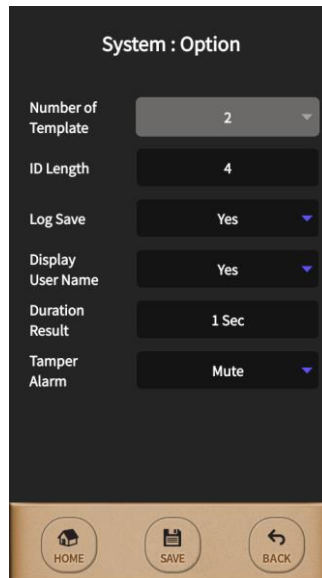 System : Option
Number of
Template
2
ID Length
4
Log Save
Yes
Display
User Name
Yes
Duration
Result
1 Sec
Tamper
Alarm
Mute
HOME
SAVE
BACK